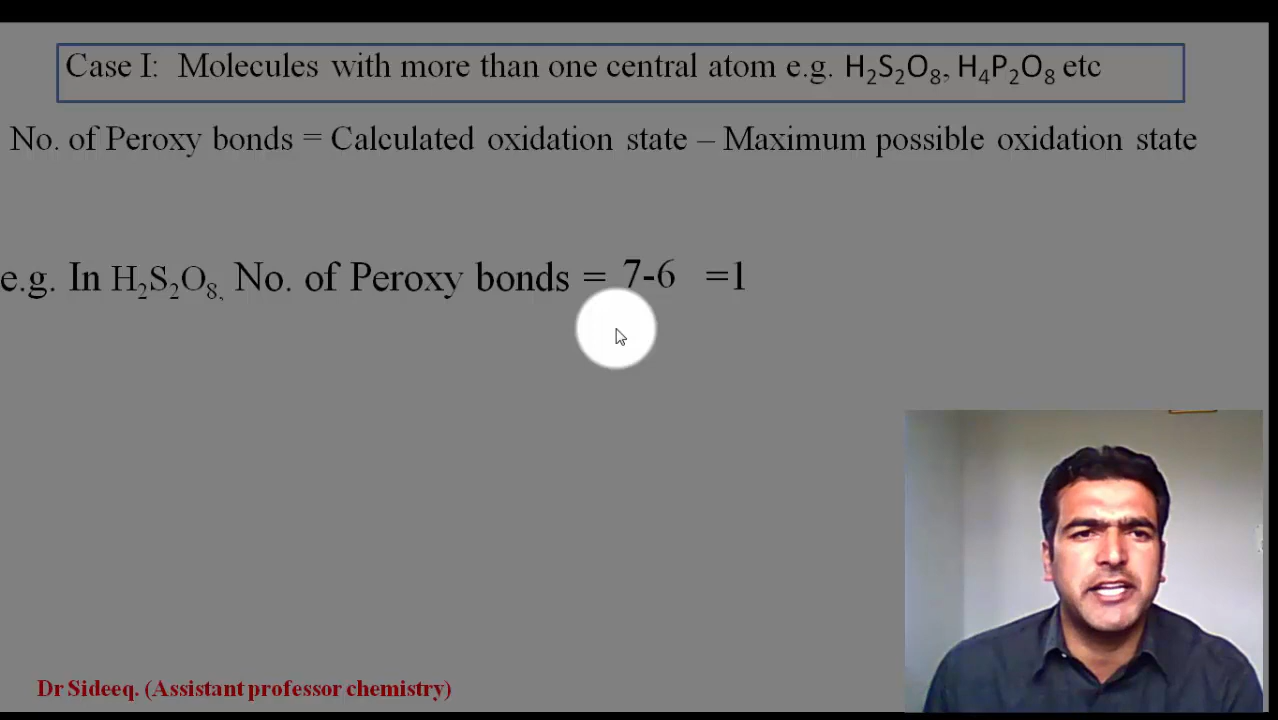 Case I: Molecules with more than one central atom e.g. H₂S₂O₈, H₄P₂O₈ etc
No. of Peroxy bonds = Calculated oxidation state – Maximum possible oxidation state
e.g. In H₂S₂O₈, No. of Peroxy bonds = 7-6 =1
Dr Sideeq. (Assistant professor chemistry)